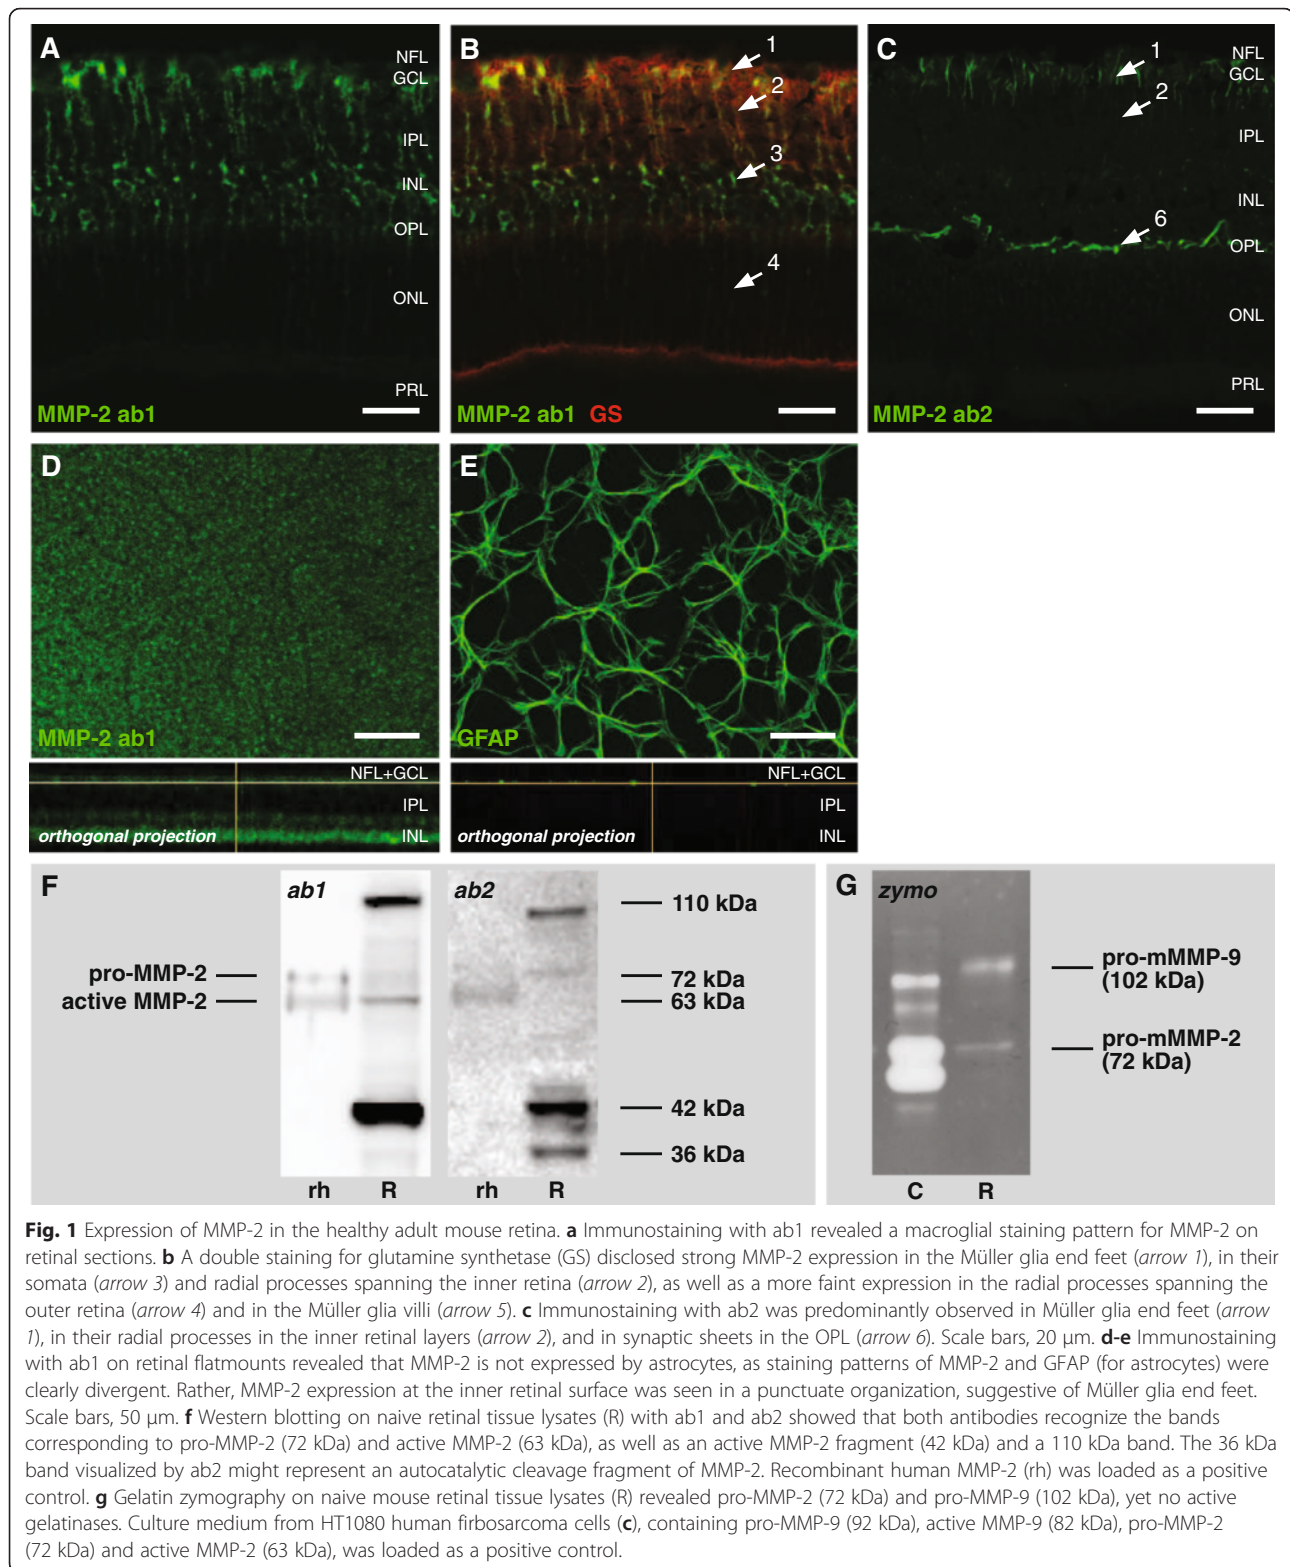 A
NFL
GCL
IPL
INL
OPL
ONL
PRL
MMP-2 ab1
B
1
2
3
4
MMP-2 ab1 GS
C
1
2
6
NFL
GCL
IPL
INL
OPL
ONL
PRL
MMP-2 ab2
D
MMP-2 ab1
NFL+GCL
IPL
INL
orthogonal projection
E
GFAP
NFL+GCL
IPL
INL
orthogonal projection
F
ab1
ab2
pro-MMP-2
active MMP-2
110 kDa
72 kDa
63 kDa
42 kDa
36 kDa
rh R rh R
G
zymo
pro-mMMP-9
(102 kDa)
pro-mMMP-2
(72 kDa)
C R
Fig. 1 Expression of MMP-2 in the healthy adult mouse retina. a Immunostaining with ab1 revealed a macroglial staining pattern for MMP-2 on
retinal sections. b A double staining for glutamine synthetase (GS) disclosed strong MMP-2 expression in the Müller glia end feet (arrow 1), in their
somata (arrow 3) and radial processes spanning the inner retina (arrow 2), as well as a more faint expression in the radial processes spanning the
outer retina (arrow 4) and in the Müller glia villi (arrow 5). c Immunostaining with ab2 was predominantly observed in Müller glia end feet (arrow
1), in their radial processes in the inner retinal layers (arrow 2), and in synaptic sheets in the OPL (arrow 6). Scale bars, 20 μm. d-e Immunostaining
with ab1 on retinal flatmounts revealed that MMP-2 is not expressed by astrocytes, as staining patterns of MMP-2 and GFAP (for astrocytes) were
clearly divergent. Rather, MMP-2 expression at the inner retinal surface was seen in a punctuate organization, suggestive of Müller glia end feet.
Scale bars, 50 μm. f Western blotting on naive retinal tissue lysates (R) with ab1 and ab2 showed that both antibodies recognize the bands
corresponding to pro-MMP-2 (72 kDa) and active MMP-2 (63 kDa), as well as an active MMP-2 fragment (42 kDa) and a 110 kDa band. The 36 kDa
band visualized by ab2 might represent an autocatalytic cleavage fragment of MMP-2. Recombinant human MMP-2 (rh) was loaded as a positive
control. g Gelatin zymography on naive mouse retinal tissue lysates (R) revealed pro-MMP-2 (72 kDa) and pro-MMP-9 (102 kDa), yet no active
gelatinases. Culture medium from HT1080 human firbosarcoma cells (c), containing pro-MMP-9 (92 kDa), active MMP-9 (82 kDa), pro-MMP-2
(72 kDa) and active MMP-2 (63 kDa), was loaded as a positive control.